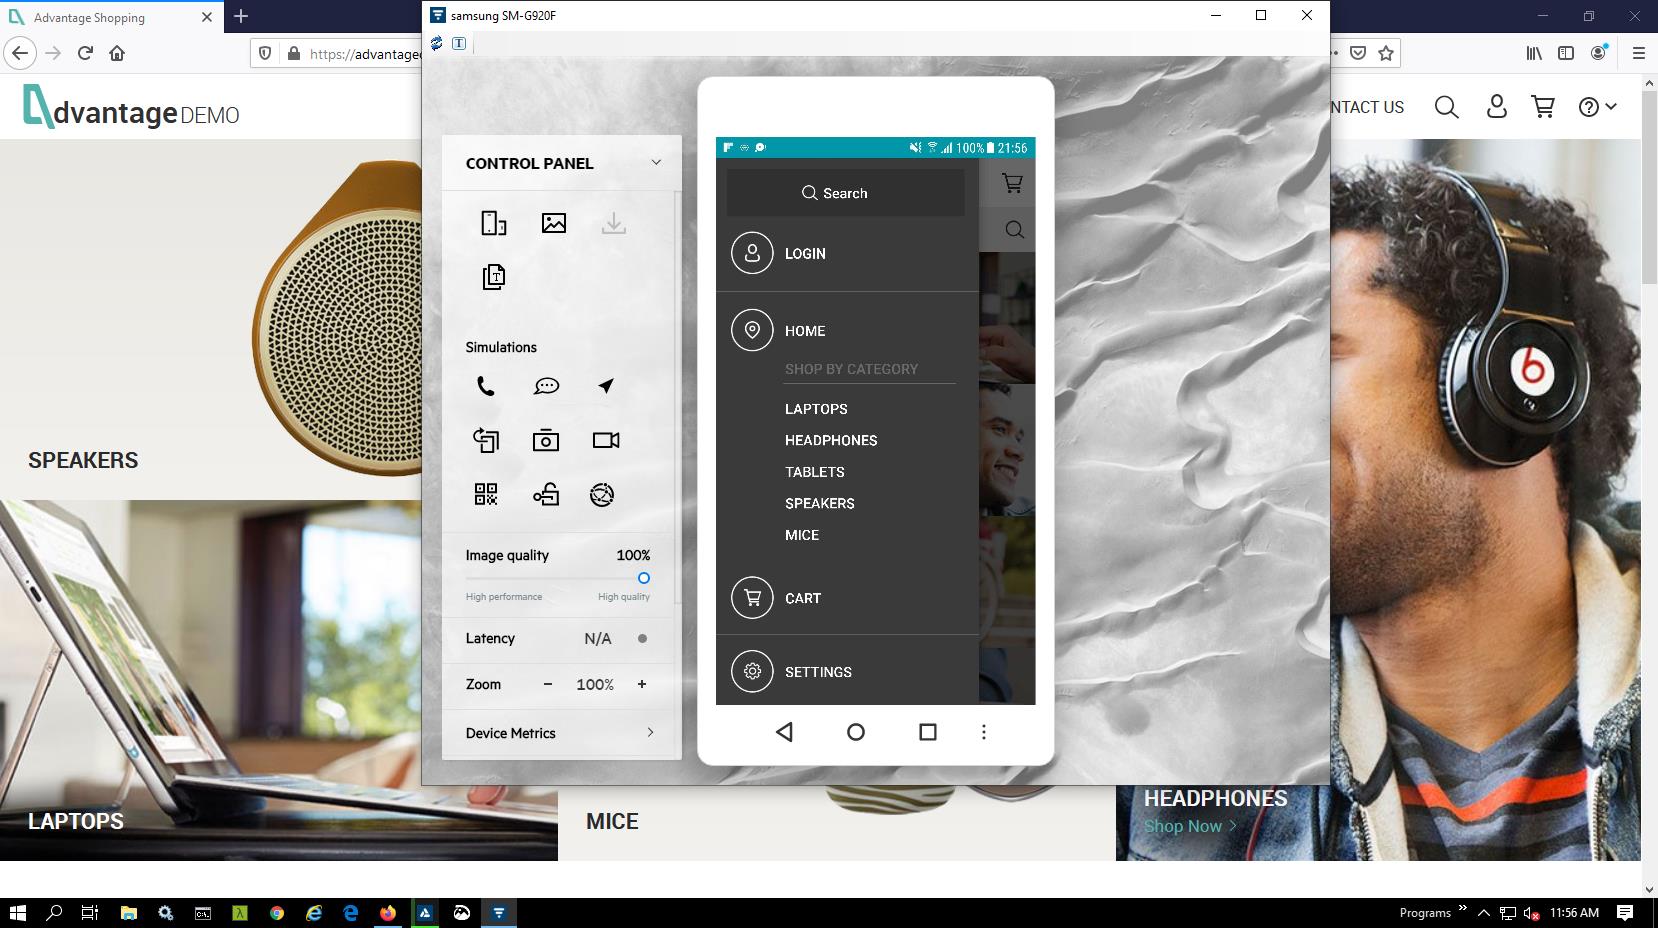 Advantage Shopping
samsung SM-G920F
T
https://advantage
AdvantageDEMO
NTACT US
CONTROL PANEL
T
Simulations
Image quality 100%
High performance High quality
Latency N/A
Zoom - 100% +
Device Metrics
100% 21:56
Search
LOGIN
HOME
SHOP BY CATEGORY
LAPTOPS
HEADPHONES
TABLETS
SPEAKERS
MICE
CART
SETTINGS
SPEAKERS
LAPTOPS
MICE
HEADPHONES
Shop Now
Programs
11:56 AM